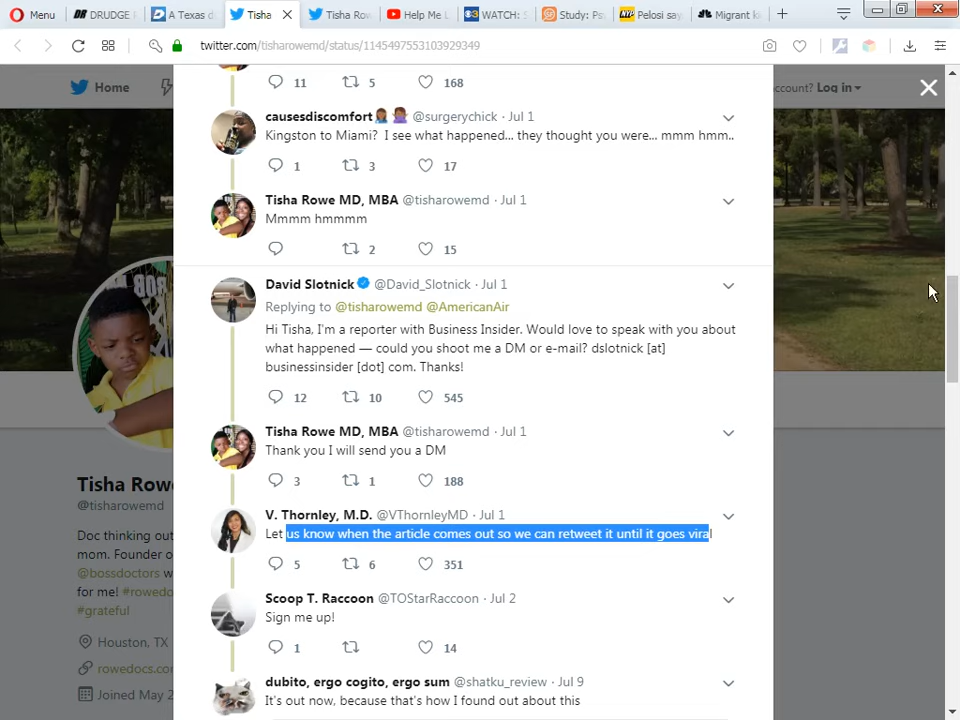 Menu
DRUDGE
A Texas d
Tisha
Tisha Ro
Help Me L
WATCH:
Study: Ps
Pelosi say
Migrant k
twitter.com/tisharowemd/status/1145497553103929349
Home
account? Log in
11 5 168
causesdiscomfort @surgerychick · Jul 1
Kingston to Miami? I see what happened... they thought you were... mmm hmm..
1 3 17
Tisha Rowe MD, MBA @tisharowemd · Jul 1
Mmmm hmmmm
2 15
David Slotnick @David_Slotnick · Jul 1
Replying to @tisharowemd @AmericanAir
Hi Tisha, I'm a reporter with Business Insider. Would love to speak with you about
what happened — could you shoot me a DM or e-mail? dslotnick [at]
businessinsider [dot] com. Thanks!
12 10 545
Tisha Rowe MD, MBA @tisharowemd · Jul 1
Thank you I will send you a DM
3 1 188
V. Thornley, M.D. @VThornleyMD · Jul 1
Let us know when the article comes out so we can retweet it until it goes viral
5 6 351
Scoop T. Raccoon @TOStarRaccoon · Jul 2
Sign me up!
1 14
dubito, ergo cogito, ergo sum @shatku_review · Jul 9
It's out now, because that's how I found out about this
Tisha Row
@tisharowemd
Doc thinking out
mom. Founder o
@bossdoctors w
for me! #rowedo
#grateful
Houston, TX
rowedocs.co
Joined May 2